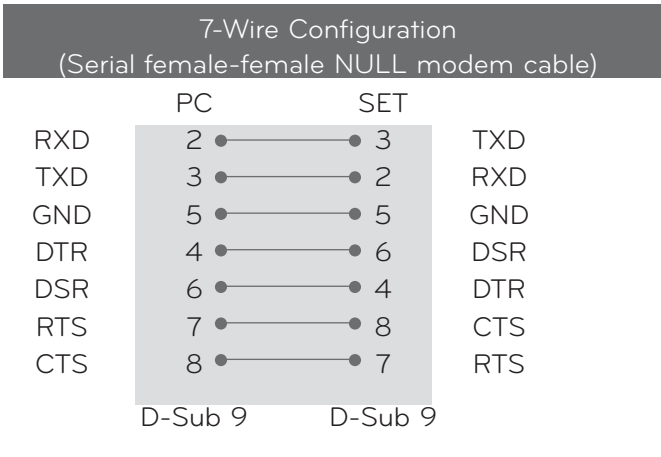 7-Wire Configuration
(Serial female-female NULL modem cable)
PC SET
RXD 2 3 TXD
TXD 3 2 RXD
GND 5 5 GND
DTR 4 6 DSR
DSR 6 4 DTR
RTS 7 8 CTS
CTS 8 7 RTS
D-Sub 9 D-Sub 9